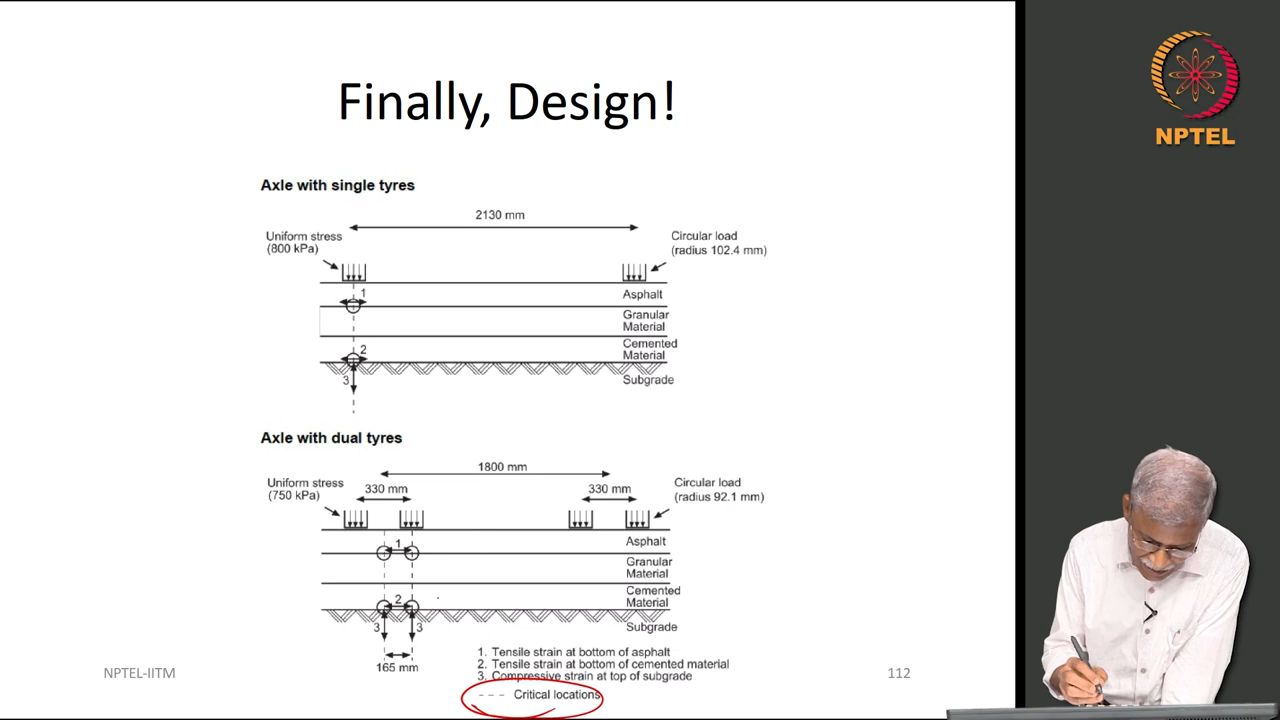 Finally, Design!
NPTEL
Axle with single tyres
2130 mm
Uniform stress
(800 kPa)
Circular load
(radius 102.4 mm)
1
Asphalt
Granular
Material
2
Cemented
Material
3
Subgrade
Axle with dual tyres
1800 mm
Uniform stress
(750 kPa)
330 mm
330 mm
Circular load
(radius 92.1 mm)
1
Asphalt
Granular
Material
2
Cemented
Material
3
3
Subgrade
165 mm
1. Tensile strain at bottom of asphalt
2. Tensile strain at bottom of cemented material
3. Compressive strain at top of subgrade
Critical locations
NPTEL-IITM
112